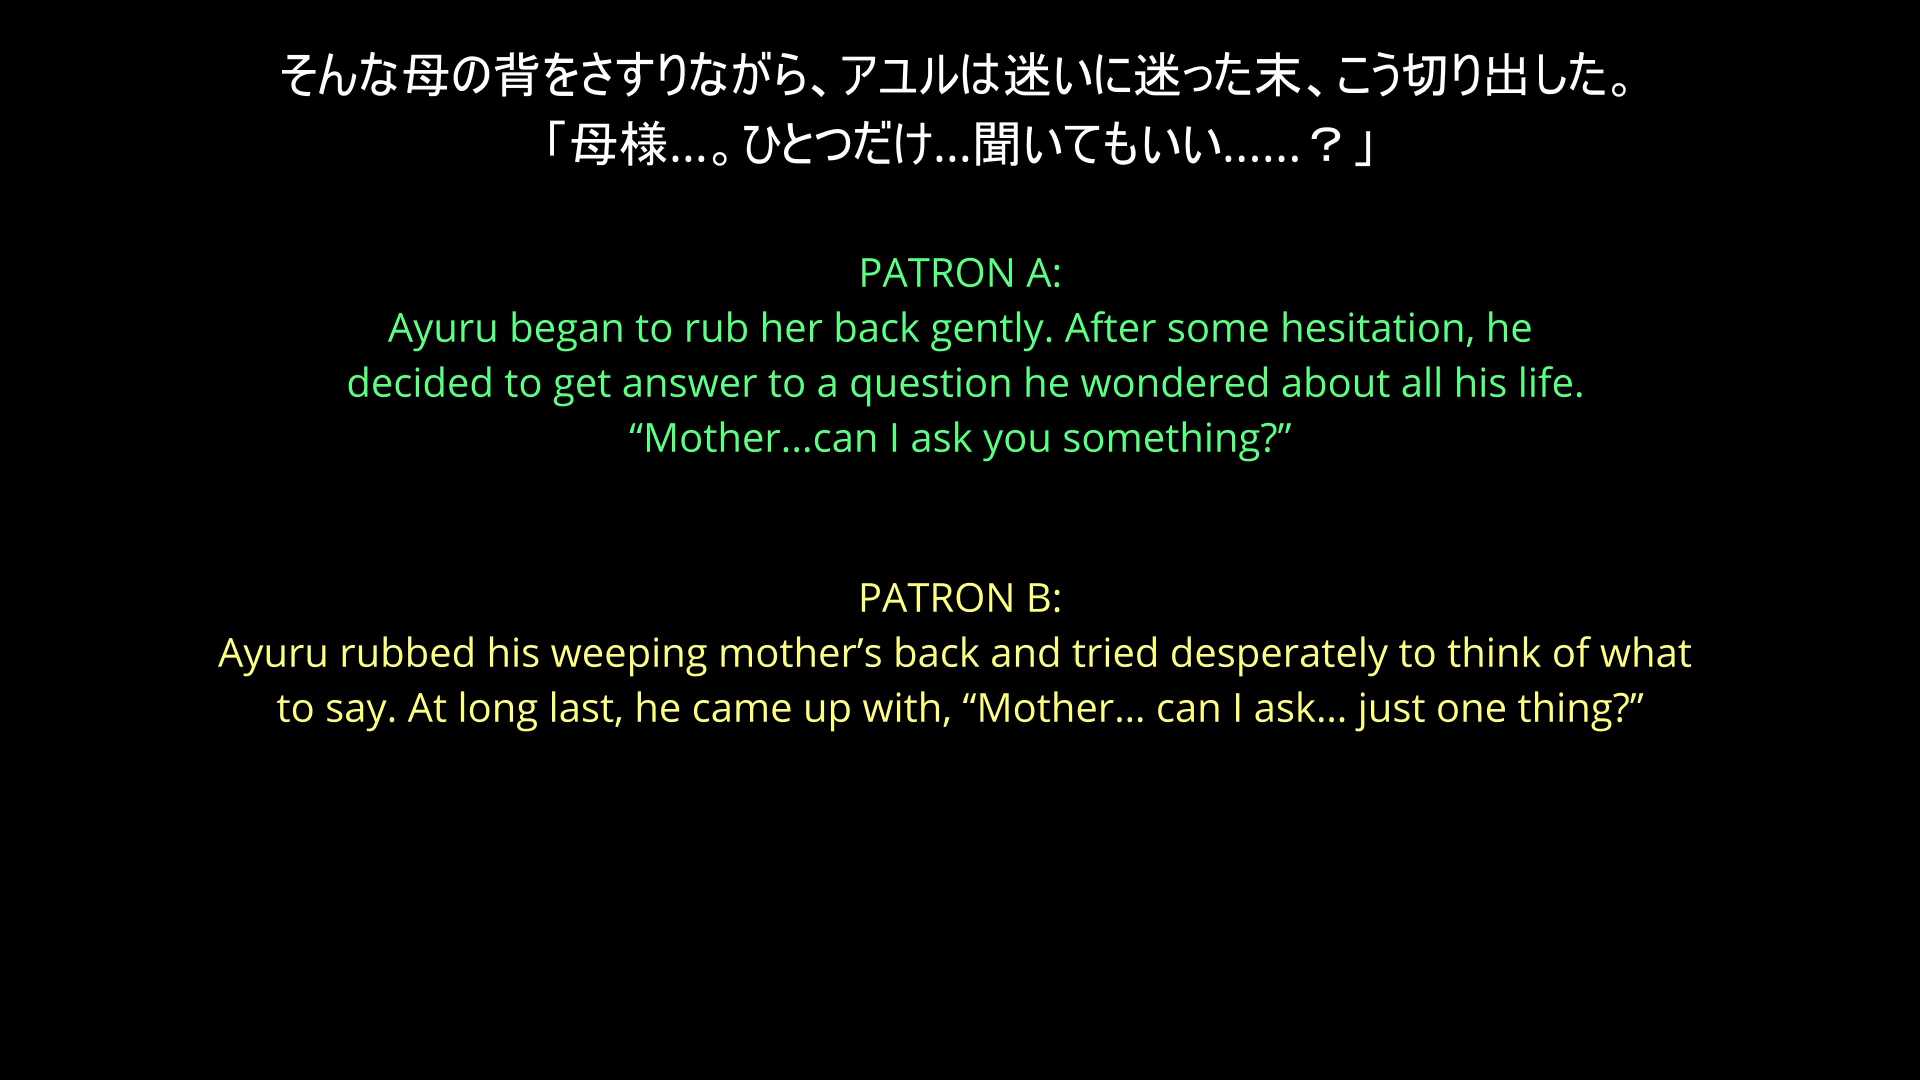 そんな母の背をさすりながら、アユルは迷いに迷った末、こう切り出した。
「母様…。ひとつだけ…聞いてもいい……？」
PATRON A:
Ayuru began to rub her back gently. After some hesitation, he
decided to get answer to a question he wondered about all his life.
“Mother...can I ask you something?”
PATRON B:
Ayuru rubbed his weeping mother’s back and tried desperately to think of what
to say. At long last, he came up with, “Mother... can I ask... just one thing?”